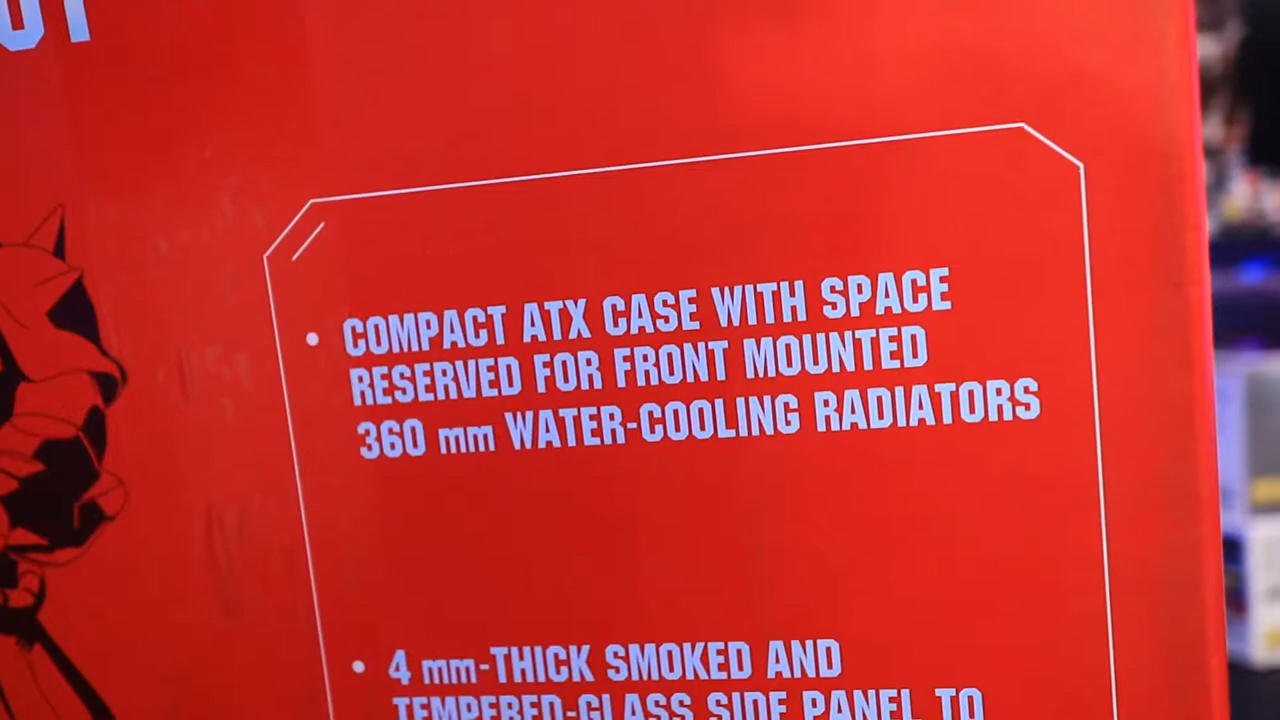 • COMPACT ATX CASE WITH SPACE
RESERVED FOR FRONT MOUNTED
360 mm WATER-COOLING RADIATORS
• 4 mm-THICK SMOKED AND
TEMPERED-GLASS SIDE PANEL TO